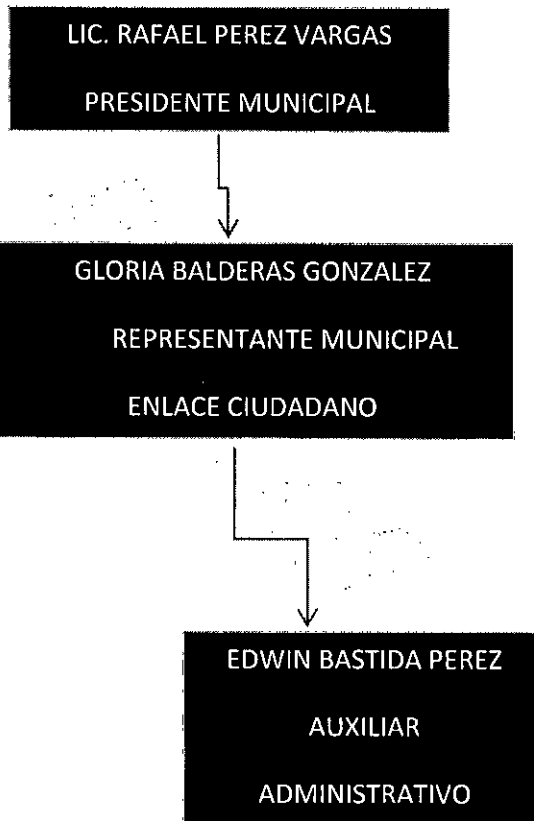 LIC. RAFAEL PEREZ VARGAS
PRESIDENTE MUNICIPAL
GLORIA BALDERAS GONZALEZ
REPRESENTANTE MUNICIPAL
ENLACE CIUDADANO
EDWIN BASTIDA PEREZ
AUXILIAR
ADMINISTRATIVO